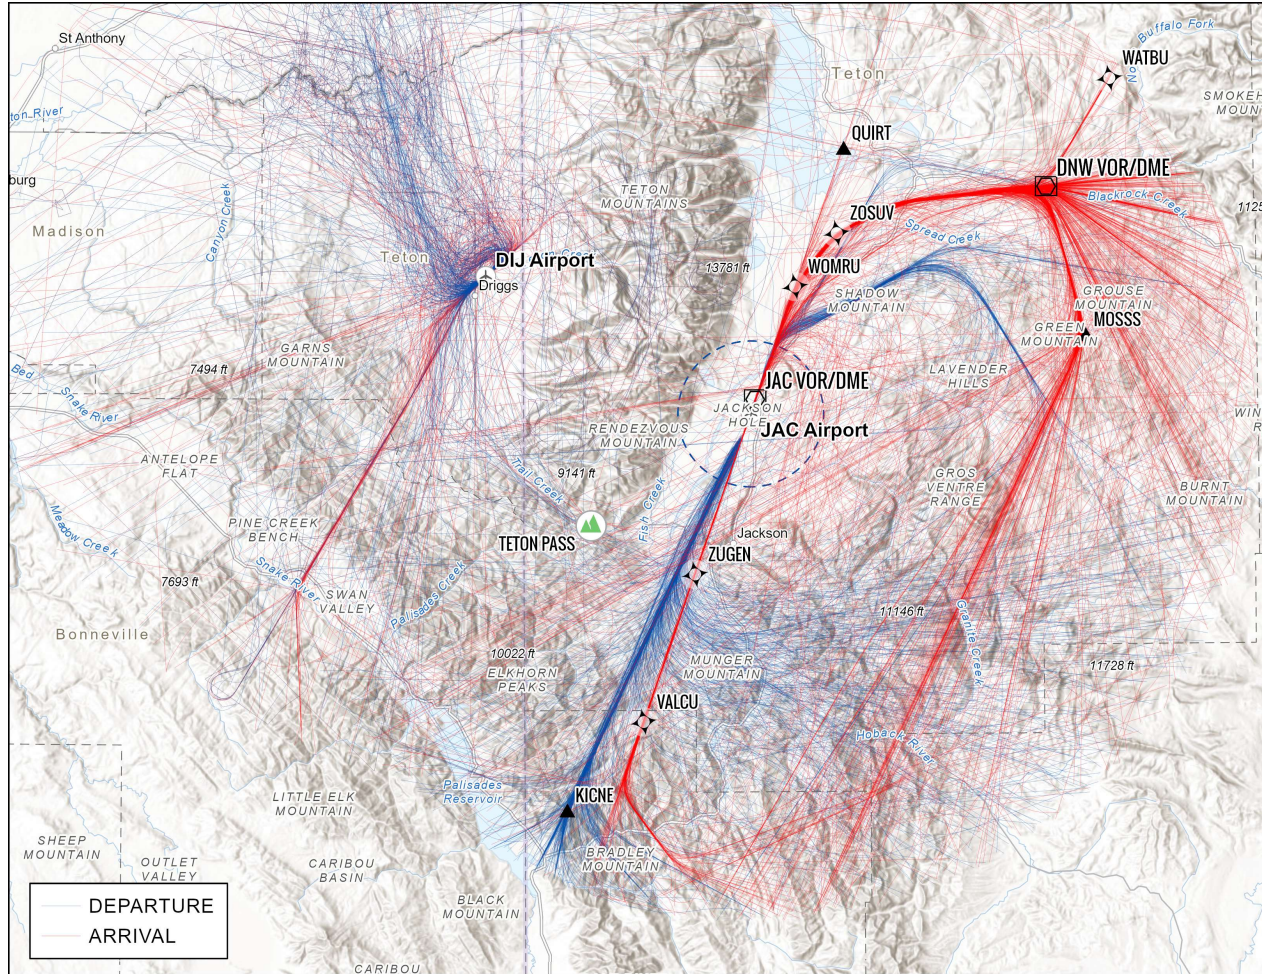 St Anthony
Buffalo Fork
No
WATBU
Teton
SMOKEH
MOUN
ton River
QUIRT
DNW VOR/DME
burg
Canyon Creek
TETON
MOUNTAINS
Blackrock Creek
1125
ZOSUV
Spread Creek
Madison
Teton
DIJ Airport
n Creek
Driggs
13781 ft
WOMRU
SHADOW
MOUNTAIN
GROUSE
MOUNTAIN
MOSSS
GREEN
MOUNTAIN
GARNS
MOUNTAIN
7494 ft
Bed
Snake River
JAC VOR/DME
LAVENDER
HILLS
JACKSON
HOLE
JAC Airport
WIN
R
RENDEZVOUS
MOUNTAIN
ANTELOPE
FLAT
Trail Creek
9141 ft
Fish Creek
GROS
VENTRE
RANGE
BURNT
MOUNTAIN
Meadow Creek
PINE CREEK
BENCH
TETON PASS
Jackson
ZUGEN
7693 ft
Snake River
SWAN
VALLEY
Palisades Creek
11146 ft
Granite Creek
Bonneville
10022 ft
ELKHORN
PEAKS
MUNGER
MOUNTAIN
11728 ft
VALCU
Hoback River
Palisades
Reservoir
KICNE
LITTLE ELK
MOUNTAIN
SHEEP
MOUNTAIN
OUTLET
VALLEY
CARIBOU
BASIN
BRADLEY
MOUNTAIN
BLACK
MOUNTAIN
DEPARTURE
ARRIVAL
CARIBOU